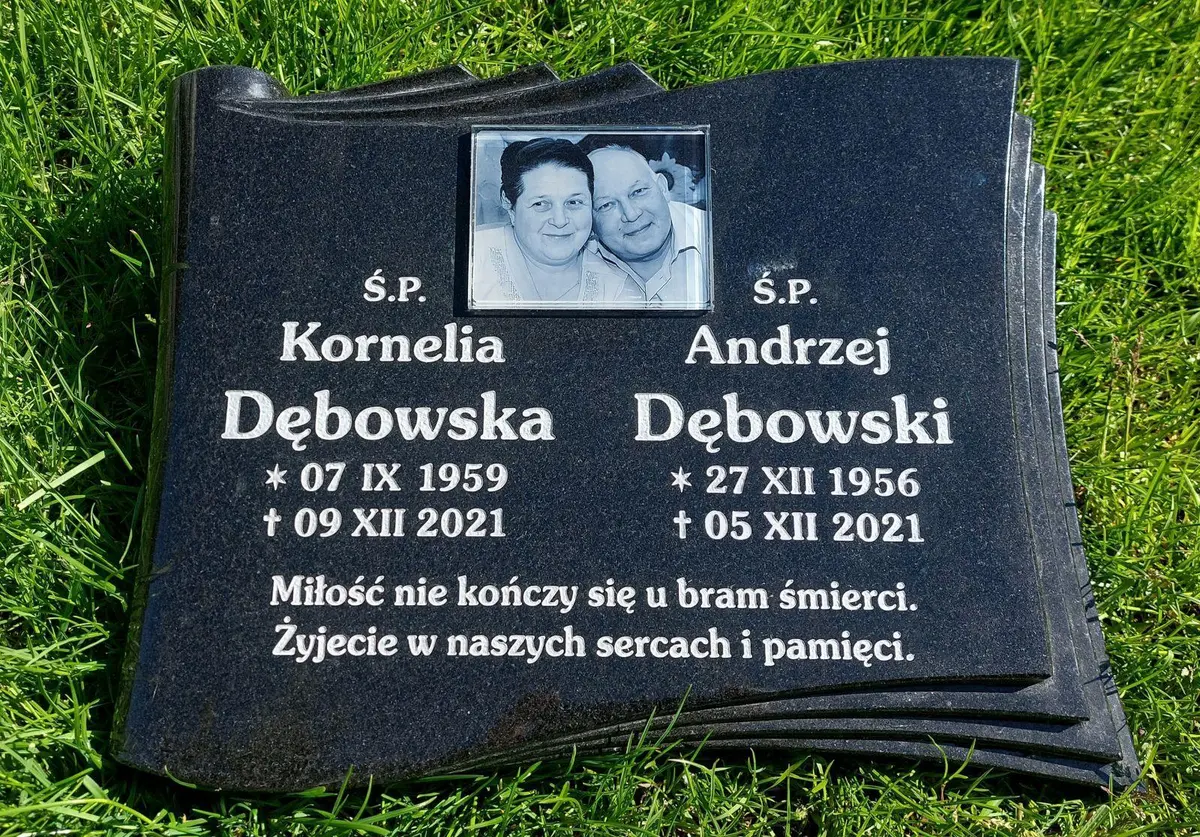 Ś.P.
Kornelia
Dębowska
✶ 07 IX 1959
† 09 XII 2021
Ś.P.
Andrzej
Dębowski
✶ 27 XII 1956
† 05 XII 2021
Miłość nie kończy się u bram śmierci.
Żyjecie w naszych sercach i pamięci.